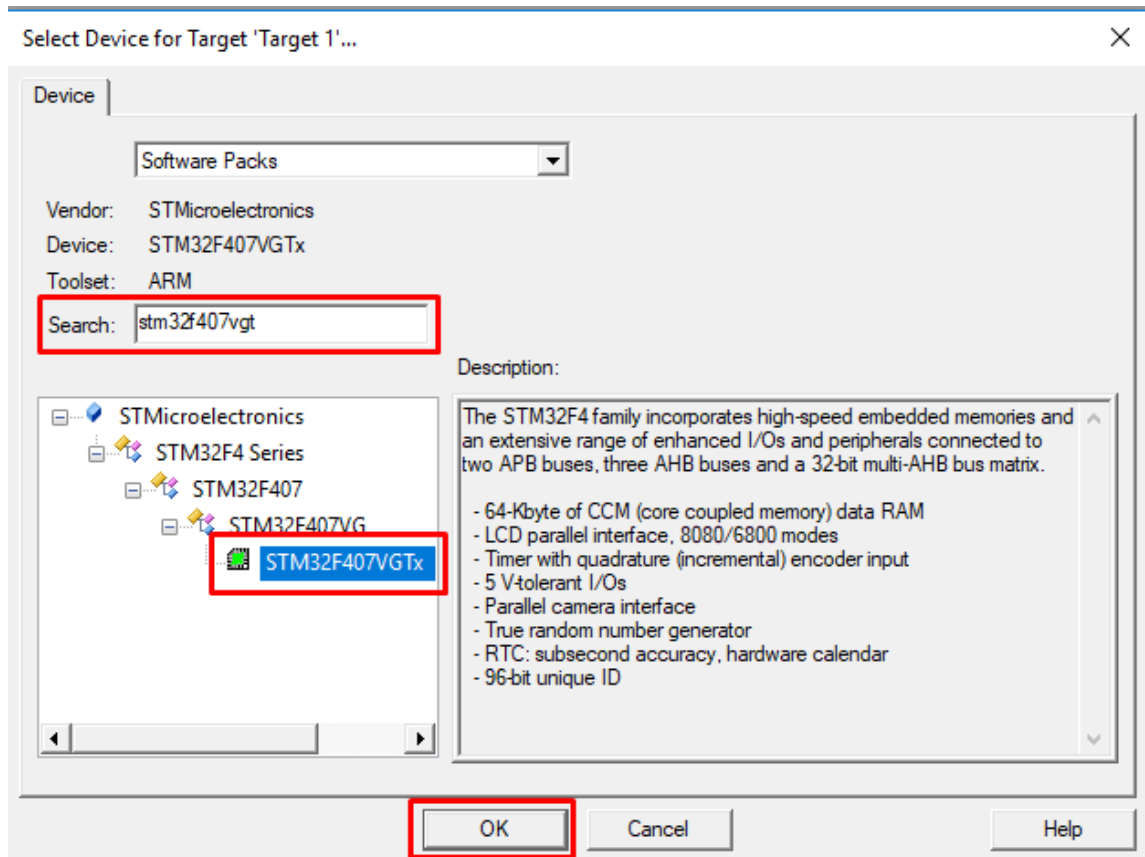 Select Device for Target 'Target 1'...
Device
Software Packs
Vendor: STMicroelectronics
Device: STM32F407VGTx
Toolset: ARM
Search: stm32f407vgt
Description:
STMicroelectronics
STM32F4 Series
STM32F407
STM32F407VG
STM32F407VGTx
The STM32F4 family incorporates high-speed embedded memories and
an extensive range of enhanced I/Os and peripherals connected to
two APB buses, three AHB buses and a 32-bit multi-AHB bus matrix.
- 64-Kbyte of CCM (core coupled memory) data RAM
- LCD parallel interface, 8080/6800 modes
- Timer with quadrature (incremental) encoder input
- 5 V-tolerant I/Os
- Parallel camera interface
- True random number generator
- RTC: subsecond accuracy, hardware calendar
- 96-bit unique ID
OK Cancel Help